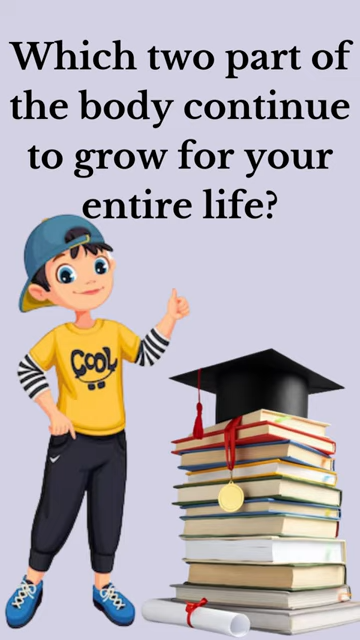 Which two part of
the body continue
to grow for your
entire life?
COOL